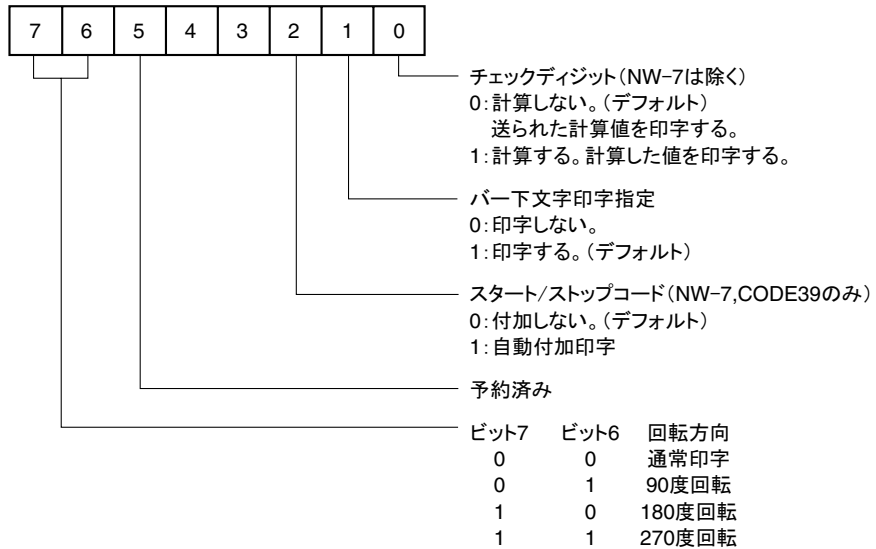 7 6 5 4 3 2 1 0
チェックディジット(NW-7は除く)
0:計算しない。(デフォルト)
送られた計算値を印字する。
1:計算する。計算した値を印字する。
バー下文字印字指定
0:印字しない。
1:印字する。(デフォルト)
スタート/ストップコード(NW-7,CODE39のみ)
0:付加しない。(デフォルト)
1:自動付加印字
予約済み
ビット7 ビット6 回転方向
0 0 通常印字
0 1 90度回転
1 0 180度回転
1 1 270度回転